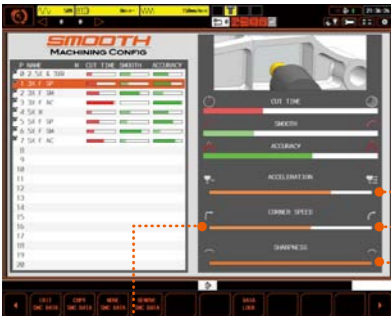 SMOOTH
MACHINING CONFIG
P NAME N CUT TIME SMOOTH ACCURACY
0 2.5X & 3XR
1 3X F SP
2 3X F SM
3 3X F AC
4 5X R
5 5X F SP
6 5X F SM
7 5X F AC
8
9
10
11
12
13
14
15
16
17
18
19
20
CUT TIME
SMOOTH
ACCURACY
ACCELERATION
CORNER SPEED
SHARPNESS
EDIT SMC DATA
COPY SMC DATA
MOVE SMC DATA
REMOVE SMC DATA
DATA LOCK